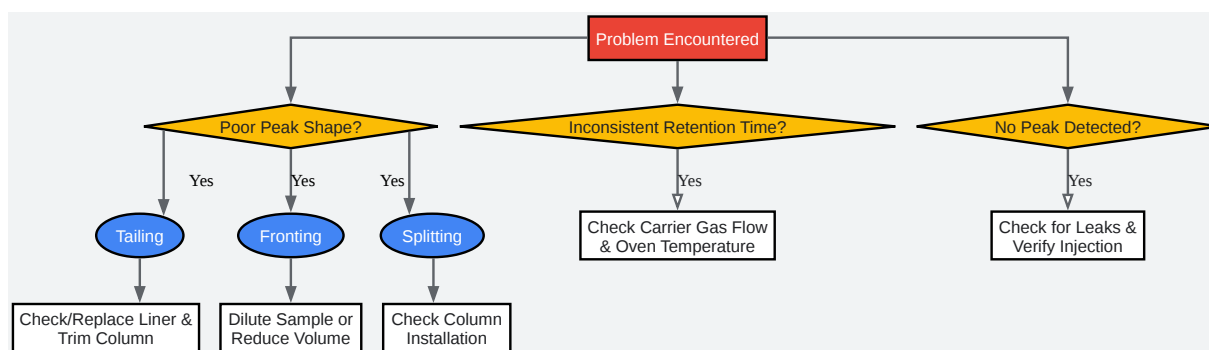 Problem Encountered
Poor Peak Shape?
Inconsistent Retention Time?
No Peak Detected?
Yes
Yes
Yes
Yes
Yes
Tailing
Fronting
Splitting
Check Carrier Gas Flow
& Oven Temperature
Check for Leaks &
Verify Injection
Check/Replace Liner &
Trim Column
Dilute Sample or
Reduce Volume
Check Column
Installation